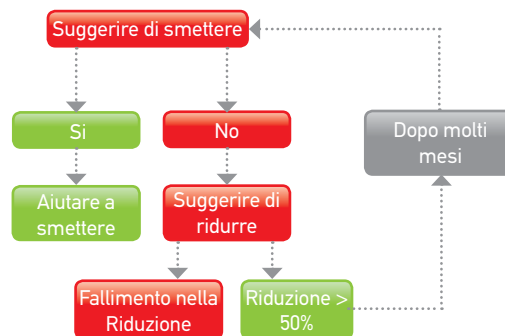 Suggerire di smettere
Si
No
Dopo molti
mesi
Aiutare a
smettere
Suggerire di
ridurre
Fallimento nella
Riduzione
Riduzione >
50%